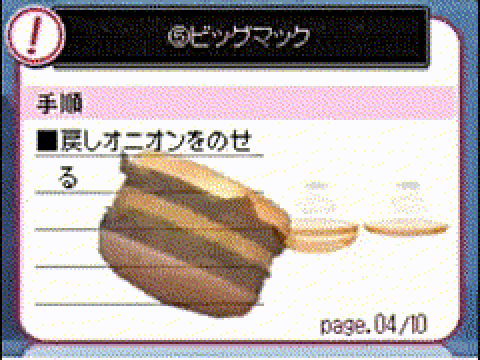 !
⑤ビッグマック
手順
■戻しオニオンをのせ
る
page.04/10